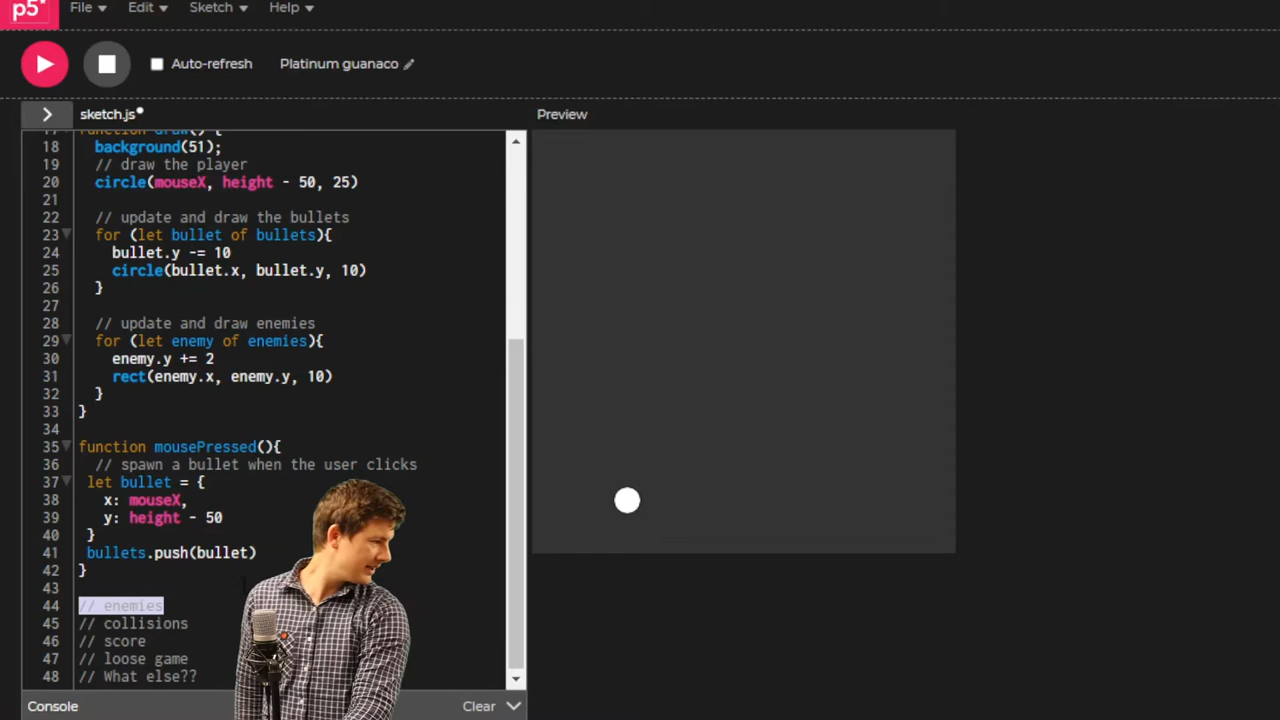 p5*
File Edit Sketch Help
Auto-refresh Platinum guanaco
sketch.js
Preview
17 function draw() {
18 background(51);
19 // draw the player
20 circle(mouseX, height - 50, 25)
21
22 // update and draw the bullets
23 for (let bullet of bullets){
24 bullet.y -= 10
25 circle(bullet.x, bullet.y, 10)
26 }
27
28 // update and draw enemies
29 for (let enemy of enemies){
30 enemy.y += 2
31 rect(enemy.x, enemy.y, 10)
32 }
33 }
34
35 function mousePressed(){
36 // spawn a bullet when the user clicks
37 let bullet = {
38 x: mouseX,
39 y: height - 50
40 }
41 bullets.push(bullet)
42 }
43
44 // enemies
45 // collisions
46 // score
47 // loose game
48 // What else??
Console Clear